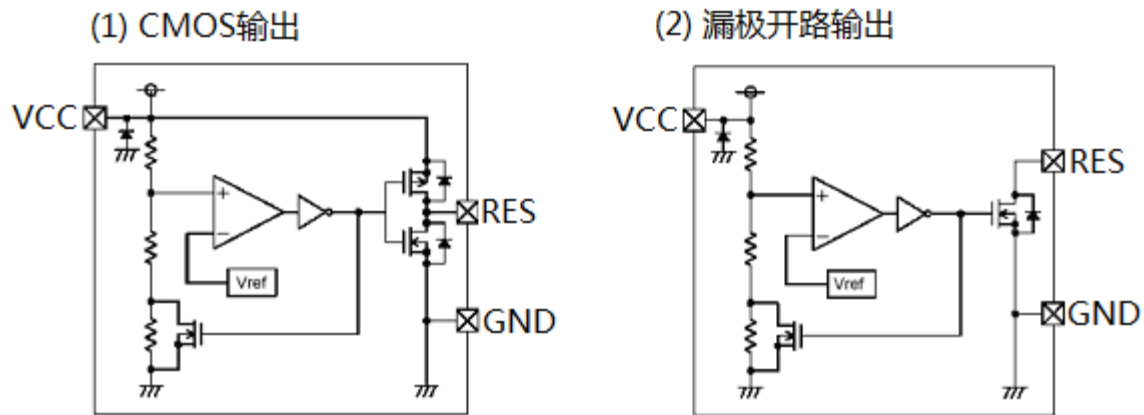 (1) CMOS输出
VCC
+
−
Vref
RES
GND
(2) 漏极开路输出
VCC
+
−
Vref
RES
GND